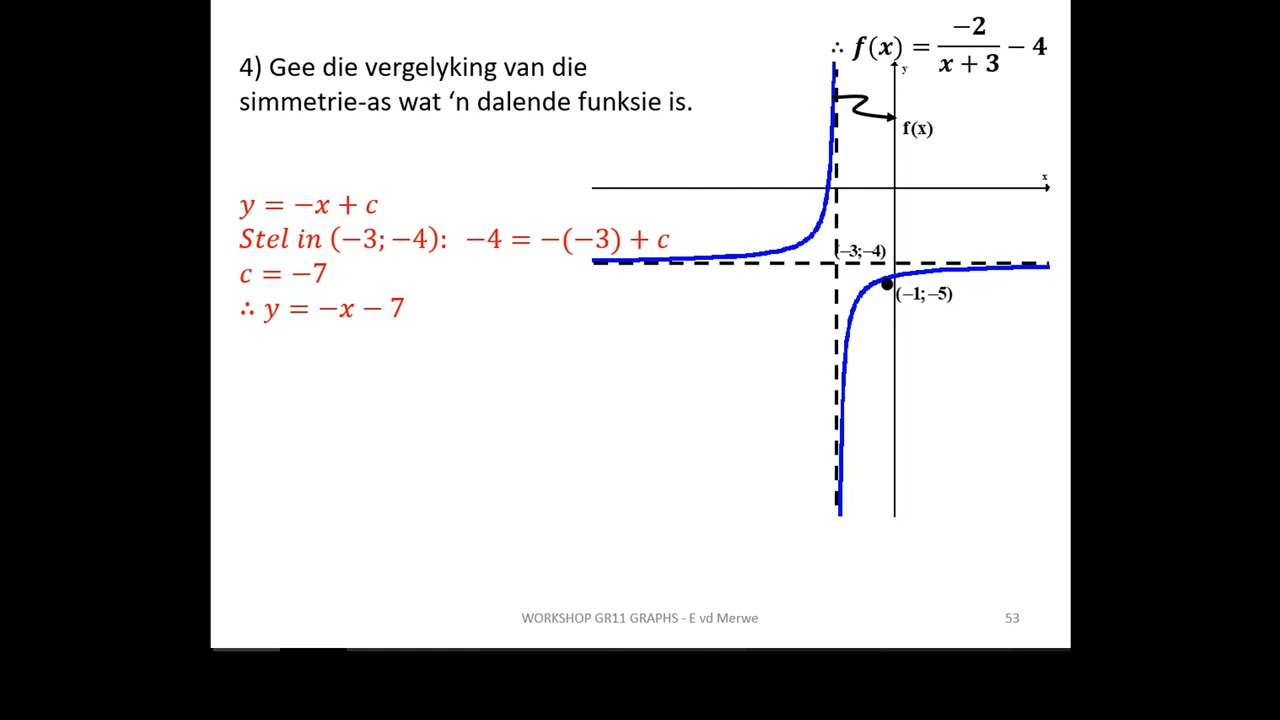 ∴ f(x) = −2/(x + 3) − 4
4) Gee die vergelyking van die
simmetrie-as wat ‘n dalende funksie is.
y
f(x)
x
y = −x + c
Stel in (−3; −4): −4 = −(−3) + c
c = −7
∴ y = −x − 7
(−3;−4)
(−1;−5)
WORKSHOP GR11 GRAPHS - E vd Merwe
53